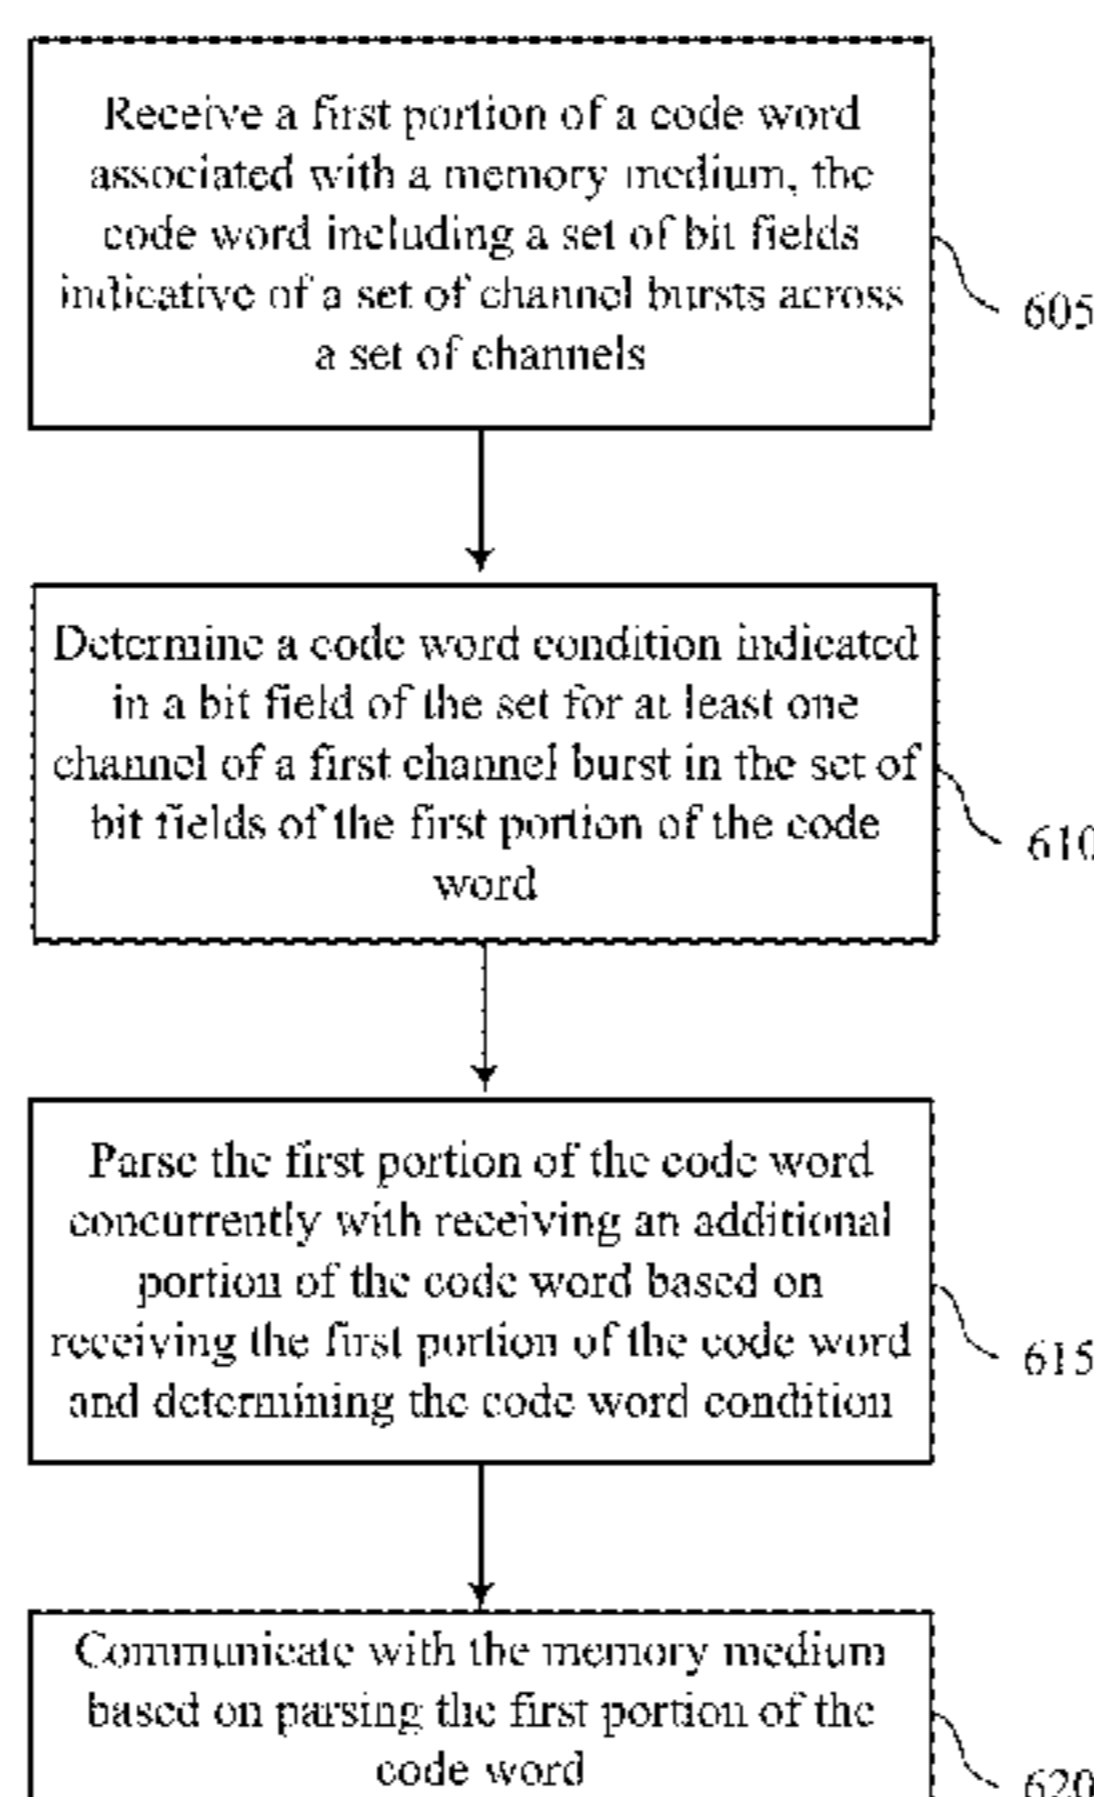 Receive a first portion of a code word
associated with a memory medium, the
code word including a set of bit fields
indicative of a set of channel bursts across
a set of channels
605
Determine a code word condition indicated
in a bit field of the set for at least one
channel of a first channel burst in the set of
bit fields of the first portion of the code
word
610
Parse the first portion of the code word
concurrently with receiving an additional
portion of the code word based on
receiving the first portion of the code word
and determining the code word condition
615
Communicate with the memory medium
based on parsing the first portion of the
code word
620